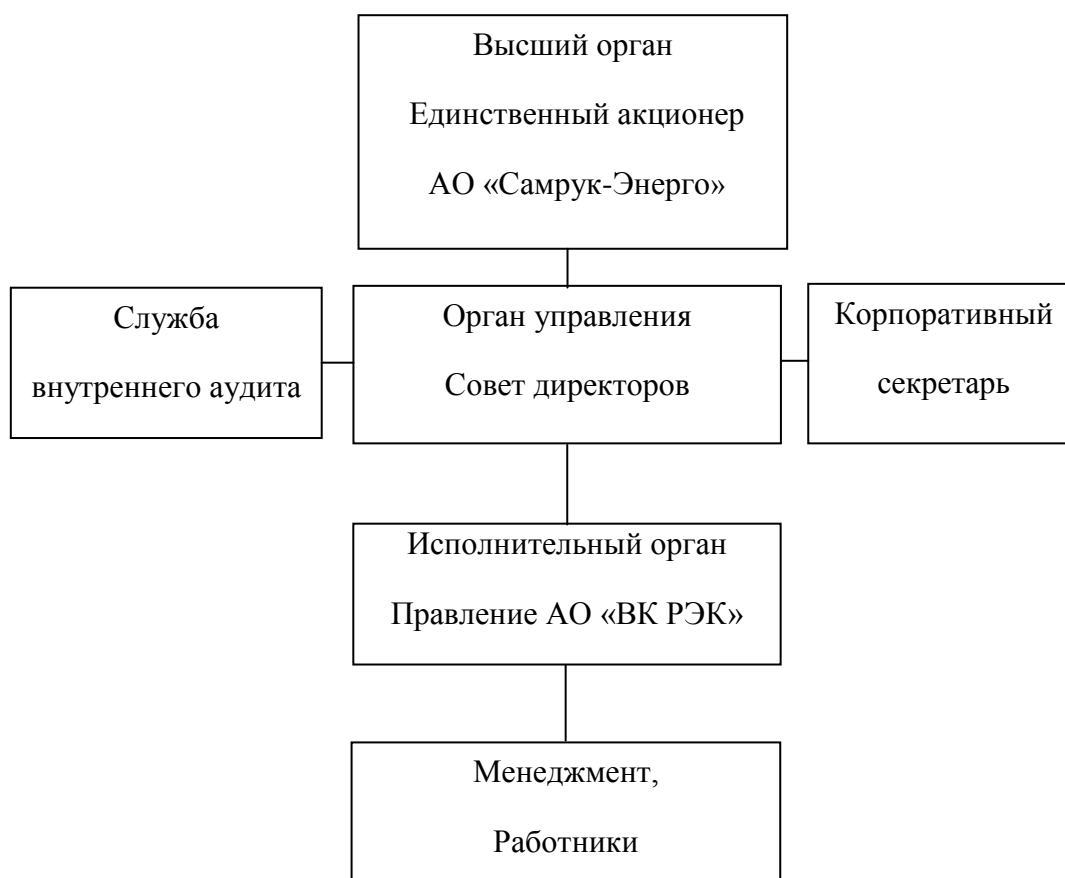 Высший орган
Единственный акционер
АО «Самрук-Энерго»
Служба
внутреннего аудита
Орган управления
Совет директоров
Корпоративный
секретарь
Исполнительный орган
Правление АО «ВК РЭК»
Менеджмент,
Работники